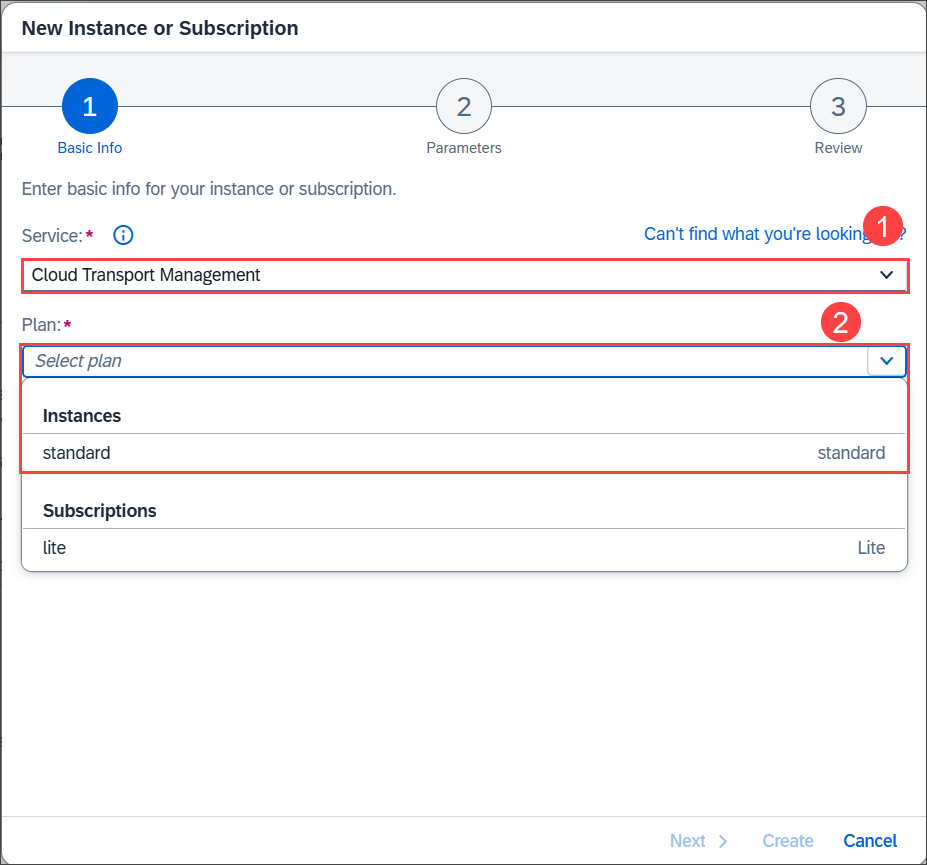 New Instance or Subscription
1 2 3
Basic Info Parameters Review
Enter basic info for your instance or subscription.
Service:* Can't find what you're looking ?
1
Cloud Transport Management
Plan:*
2
Select plan
Instances
standard standard
Subscriptions
lite Lite
Next Create Cancel